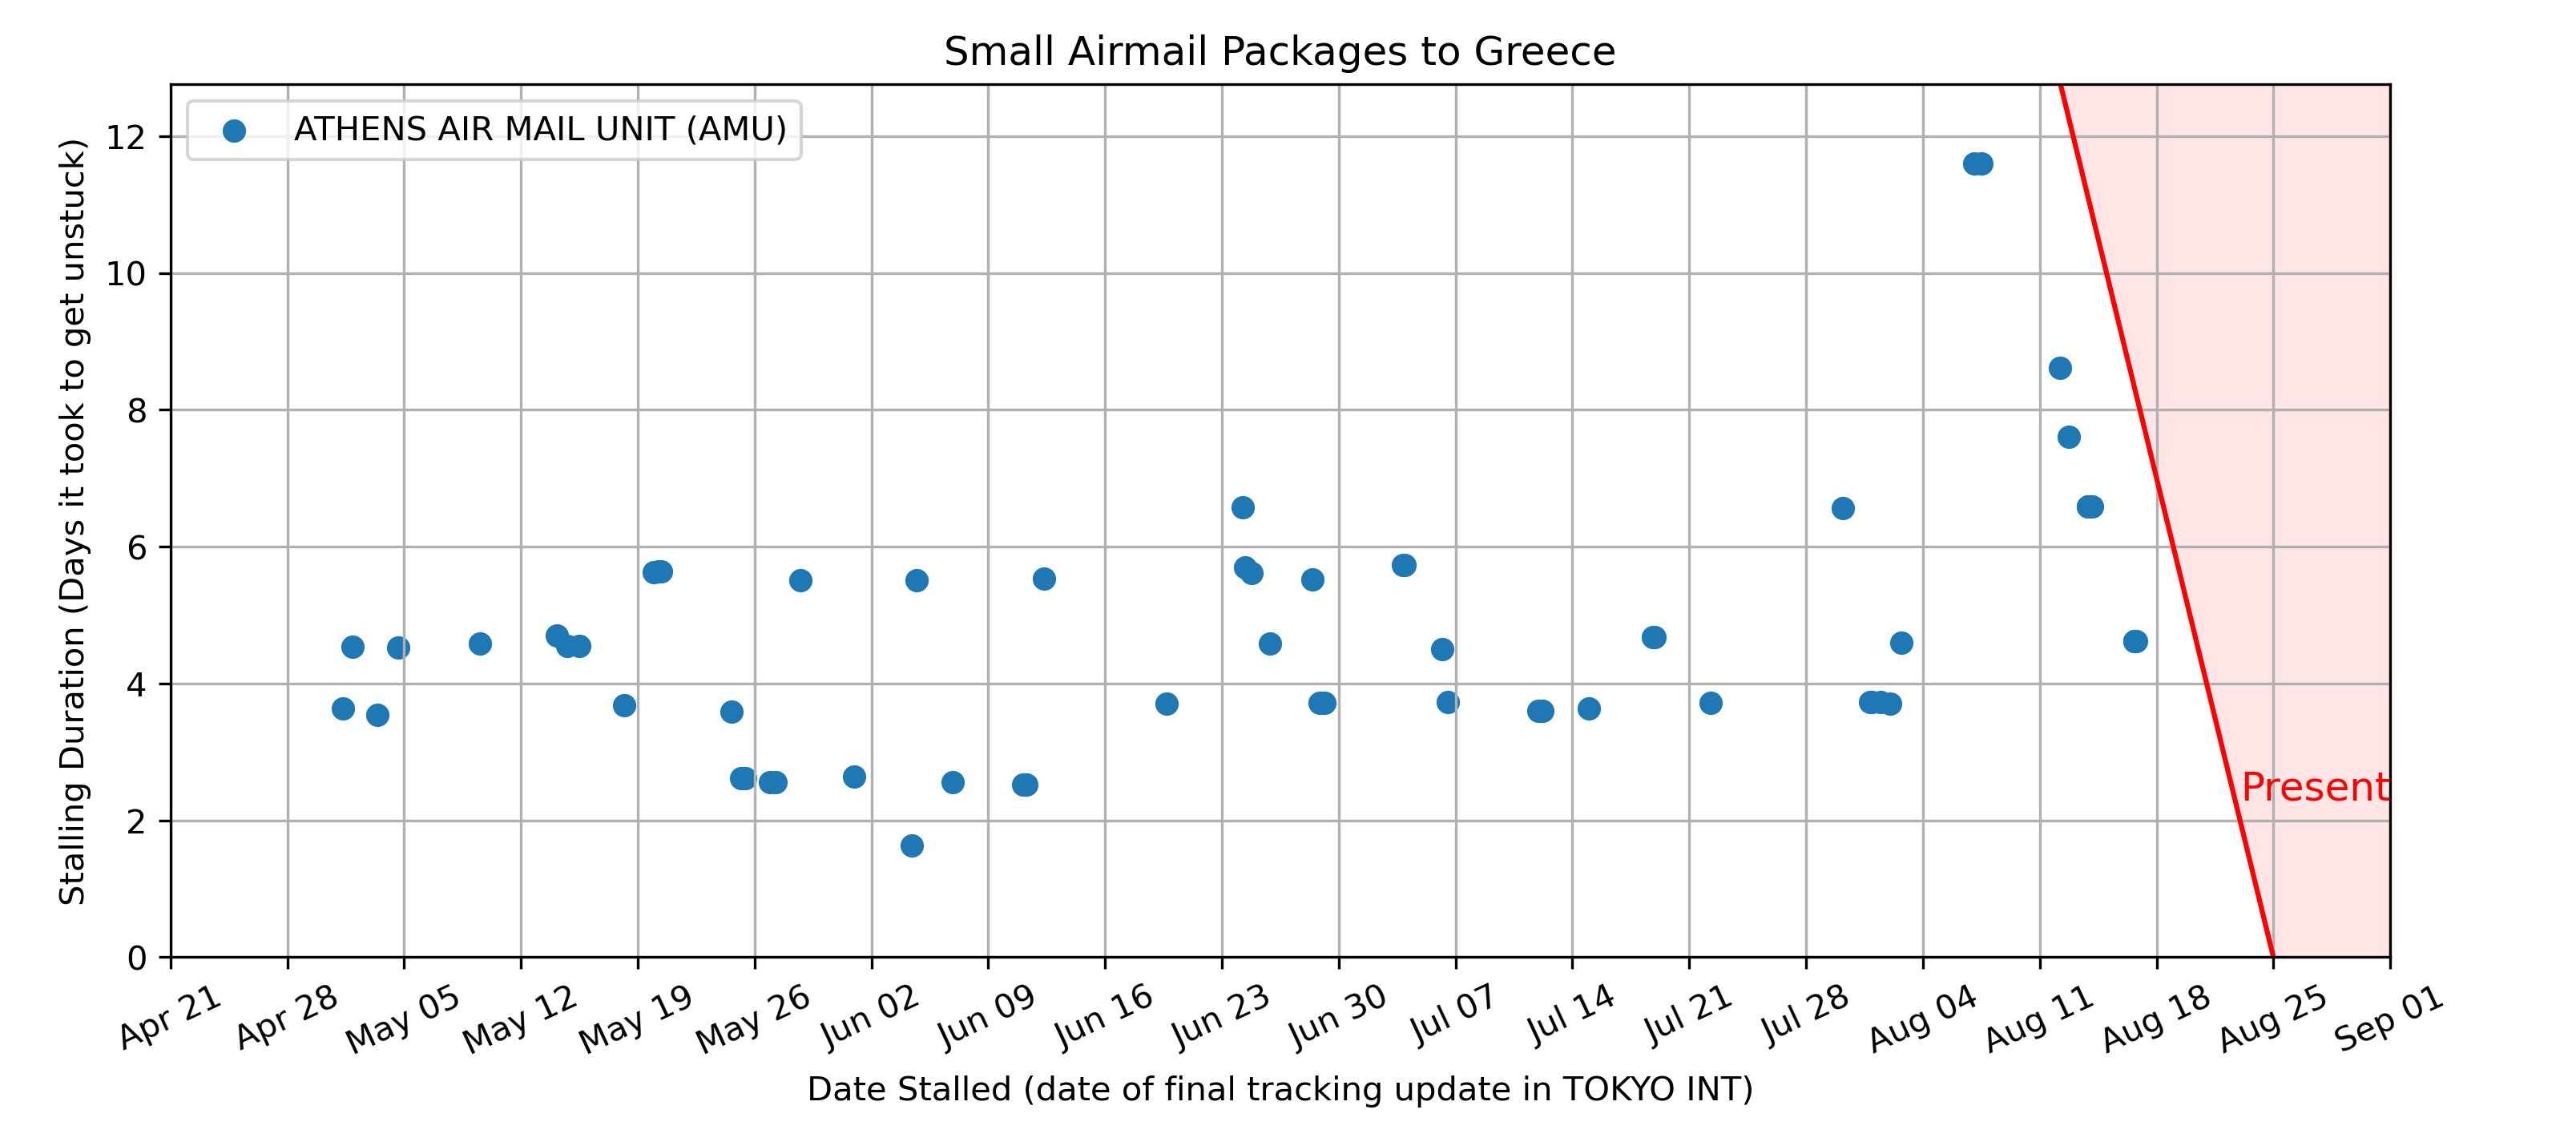 Small Airmail Packages to Greece
ATHENS AIR MAIL UNIT (AMU)
Stalling Duration (Days it took to get unstuck)
12
10
8
6
4
2
0
Present
Apr 21
Apr 28
May 05
May 12
May 19
May 26
Jun 02
Jun 09
Jun 16
Jun 23
Jun 30
Jul 07
Jul 14
Jul 21
Jul 28
Aug 04
Aug 11
Aug 18
Aug 25
Sep 01
Date Stalled (date of final tracking update in TOKYO INT)